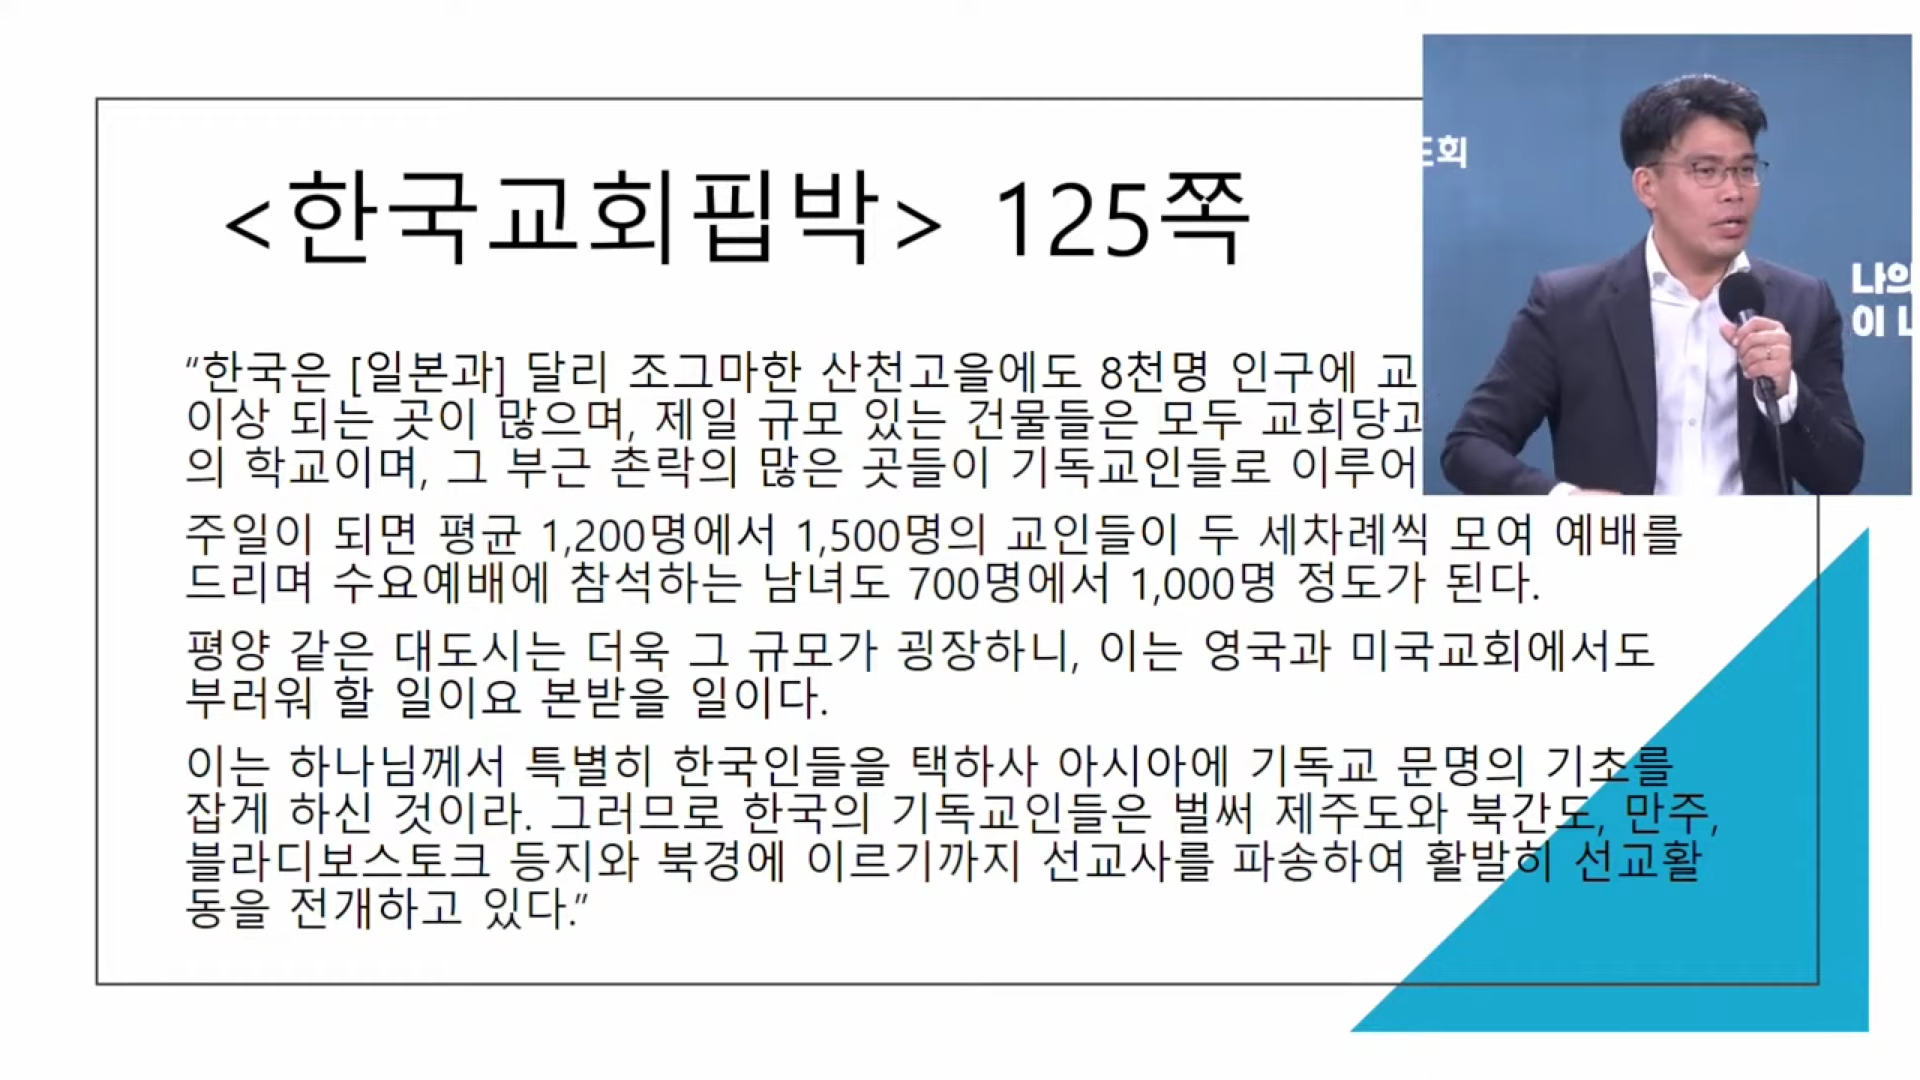 <한국교회핍박> 125쪽
“한국은 [일본과] 달리 조그마한 산천고을에도 8천명 인구에 교
이상 되는 곳이 많으며, 제일 규모 있는 건물들은 모두 교회당과
의 학교이며, 그 부근 촌락의 많은 곳들이 기독교인들로 이루어
주일이 되면 평균 1,200명에서 1,500명의 교인들이 두 세차례씩 모여 예배를
드리며 수요예배에 참석하는 남녀도 700명에서 1,000명 정도가 된다.
평양 같은 대도시는 더욱 그 규모가 굉장하니, 이는 영국과 미국교회에서도
부러워 할 일이요 본받을 일이다.
이는 하나님께서 특별히 한국인들을 택하사 아시아에 기독교 문명의 기초를
잡게 하신 것이라. 그러므로 한국의 기독교인들은 벌써 제주도와 북간도, 만주,
블라디보스토크 등지와 북경에 이르기까지 선교사를 파송하여 활발히 선교활
동을 전개하고 있다.”
회
나의
이